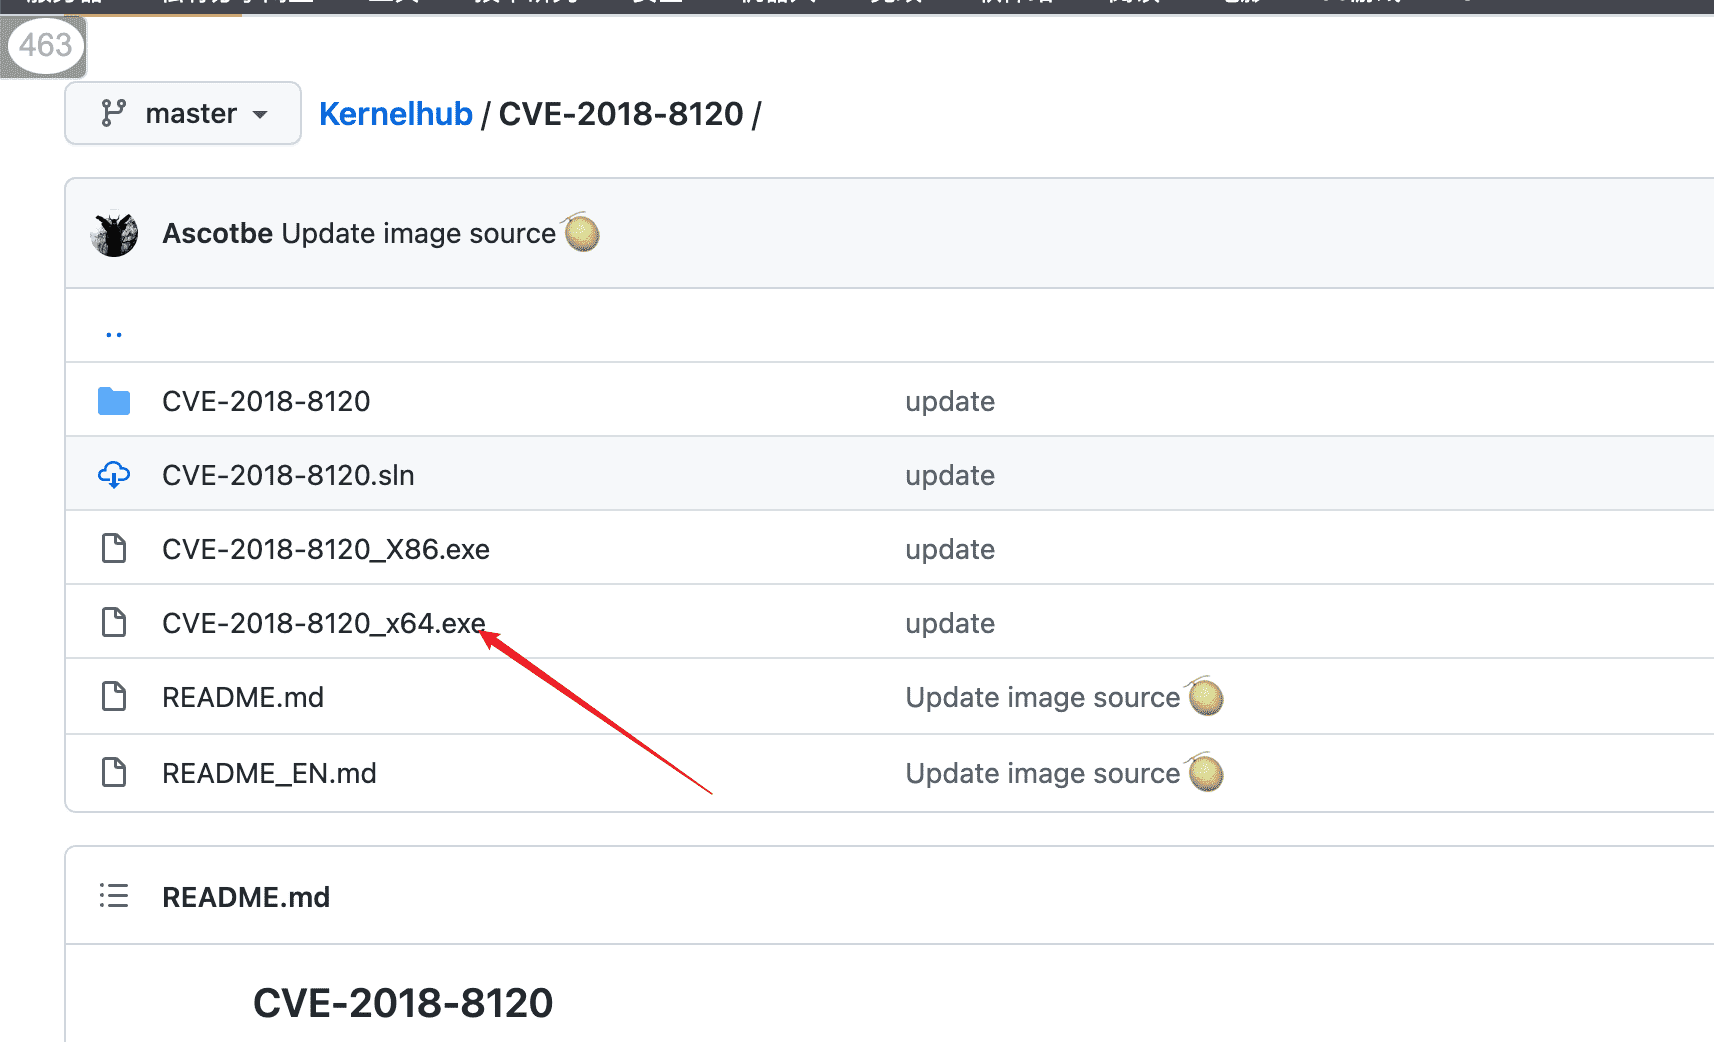 463
master Kernelhub / CVE-2018-8120 /
Ascotbe Update image source
..
CVE-2018-8120 update
CVE-2018-8120.sln update
CVE-2018-8120_X86.exe update
CVE-2018-8120_x64.exe update
README.md Update image source
README_EN.md Update image source
README.md
CVE-2018-8120